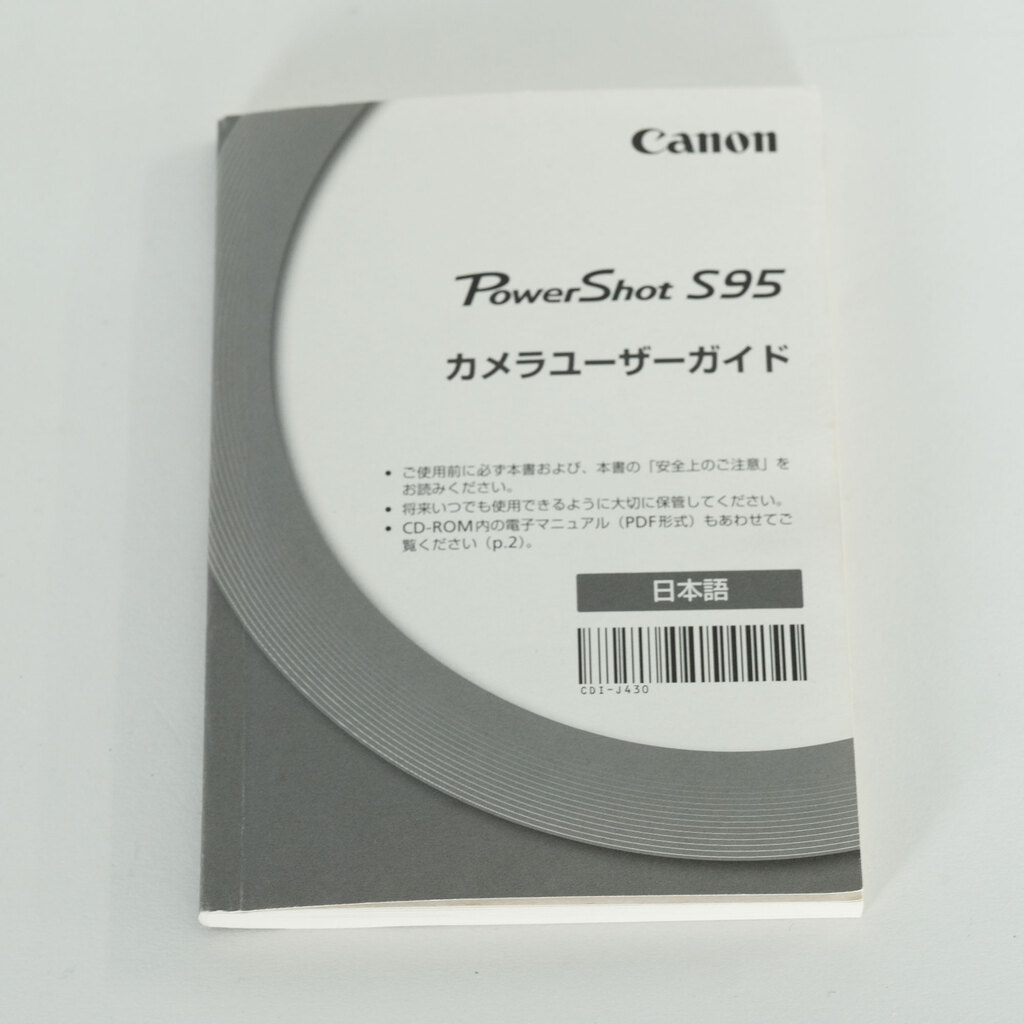 Canon
PowerShot S95
カメラユーザーガイド
• ご使用前に必ず本書および、本書の「安全上のご注意」を
お読みください。
• 将来いつでも使用できるように大切に保管してください。
• CD-ROM内の電子マニュアル（PDF形式）もあわせてご
覧ください（p.2）。
日本語
CDI-J430